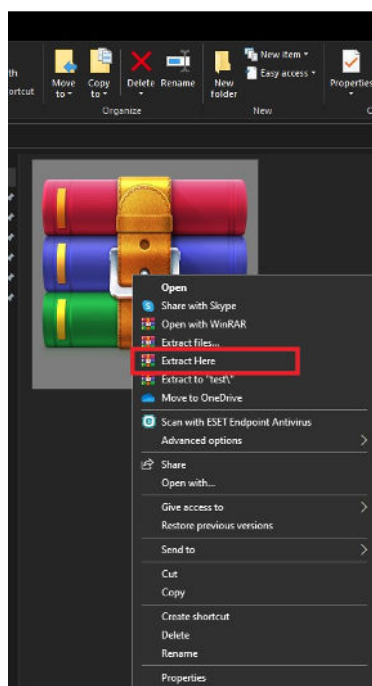 th
ortcut
Move
to
Copy
to
Delete
Rename
New
folder
New item
Easy access
Properties
Organize
New
Open
Share with Skype
Open with WinRAR
Extract files...
Extract Here
Extract to "test\"
Move to OneDrive
Scan with ESET Endpoint Antivirus
Advanced options
Share
Open with...
Give access to
Restore previous versions
Send to
Cut
Copy
Create shortcut
Delete
Rename
Properties